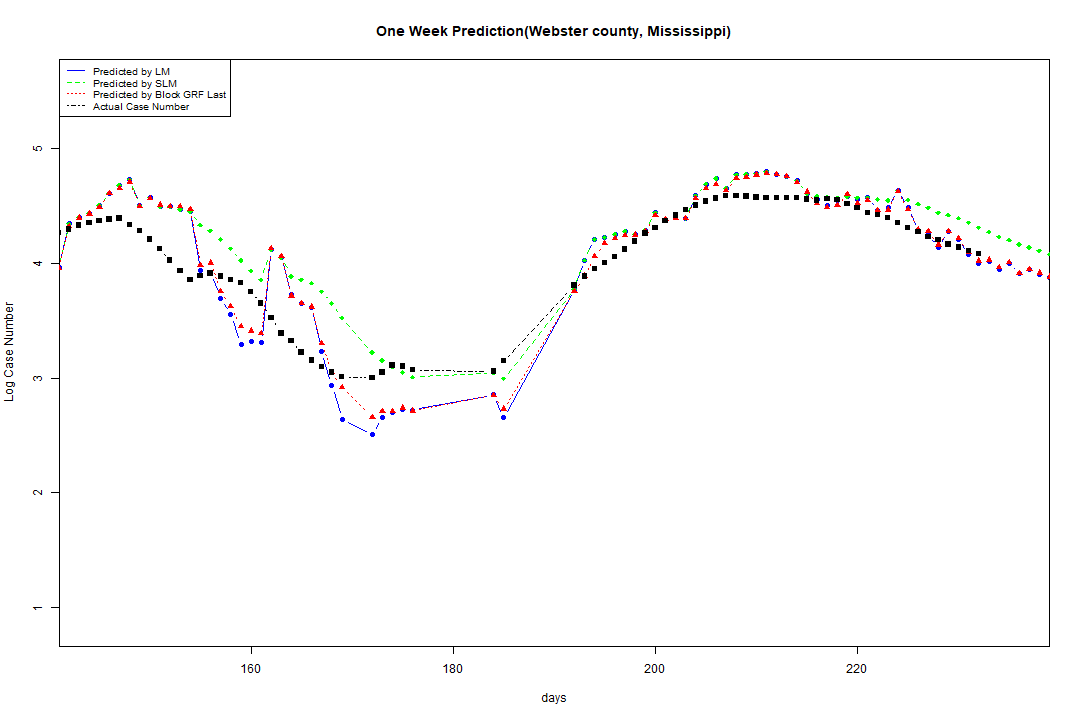 One Week Prediction(Webster county, Mississippi)
Predicted by LM
Predicted by SLM
Predicted by Block GRF Last
Actual Case Number
5
4
3
2
1
Log Case Number
160 180 200 220
days